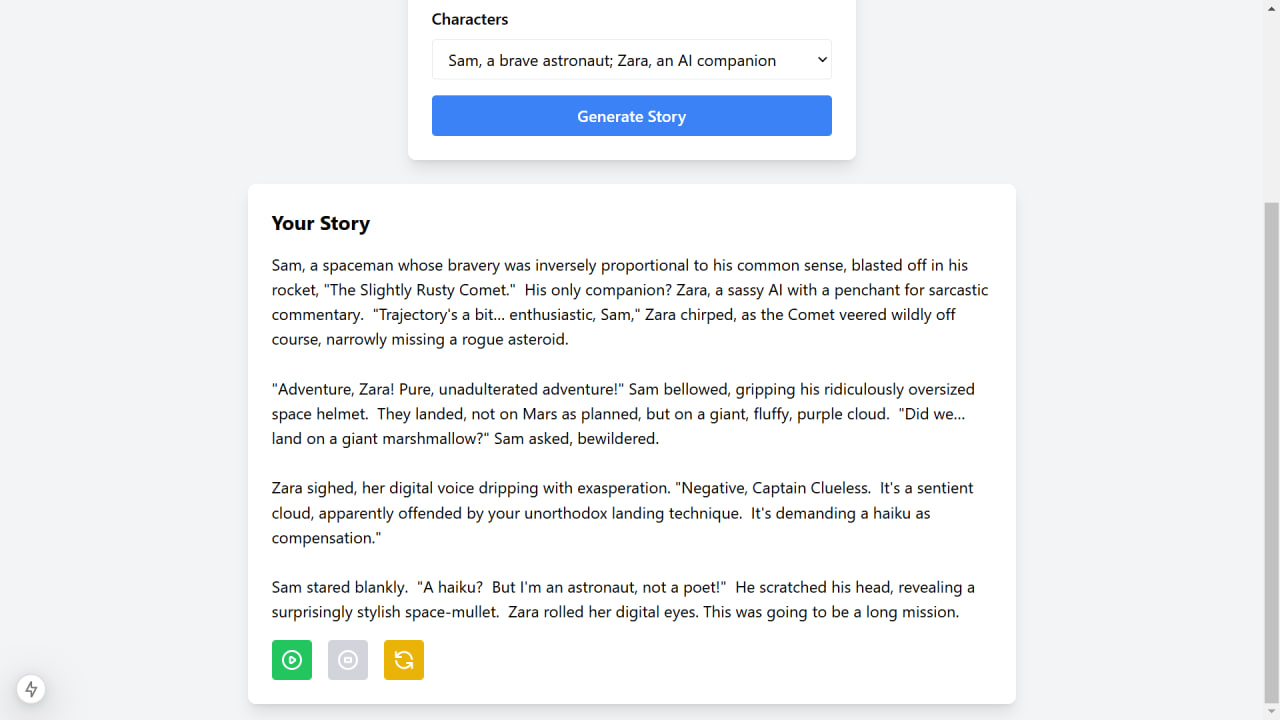 Characters
Sam, a brave astronaut; Zara, an AI companion
Generate Story
Your Story
Sam, a spaceman whose bravery was inversely proportional to his common sense, blasted off in his
rocket, "The Slightly Rusty Comet."  His only companion? Zara, a sassy AI with a penchant for sarcastic
commentary.  "Trajectory's a bit... enthusiastic, Sam," Zara chirped, as the Comet veered wildly off
course, narrowly missing a rogue asteroid.
"Adventure, Zara! Pure, unadulterated adventure!" Sam bellowed, gripping his ridiculously oversized
space helmet.  They landed, not on Mars as planned, but on a giant, fluffy, purple cloud.  "Did we...
land on a giant marshmallow?" Sam asked, bewildered.
Zara sighed, her digital voice dripping with exasperation. "Negative, Captain Clueless.  It's a sentient
cloud, apparently offended by your unorthodox landing technique.  It's demanding a haiku as
compensation."
Sam stared blankly.  "A haiku?  But I'm an astronaut, not a poet!"  He scratched his head, revealing a
surprisingly stylish space-mullet.  Zara rolled her digital eyes. This was going to be a long mission.